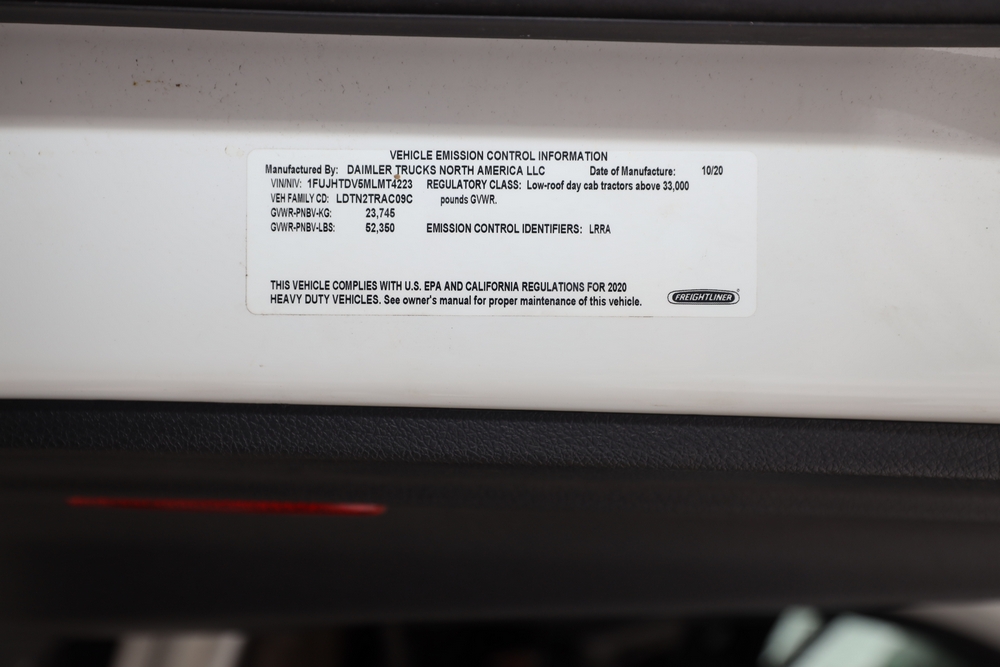 VEHICLE EMISSION CONTROL INFORMATION
Manufactured By: DAIMLER TRUCKS NORTH AMERICA LLC Date of Manufacture: 10/20
VIN/NIV: 1FUJHTDV5MLMT4223 REGULATORY CLASS: Low-roof day cab tractors above 33,000
VEH FAMILY CD: LDTN2TRAC09C pounds GVWR.
GVWR-PNBV-KG: 23,745
GVWR-PNBV-LBS: 52,350 EMISSION CONTROL IDENTIFIERS: LRRA
THIS VEHICLE COMPLIES WITH U.S. EPA AND CALIFORNIA REGULATIONS FOR 2020
HEAVY DUTY VEHICLES. See owner's manual for proper maintenance of this vehicle.
FREIGHTLINER